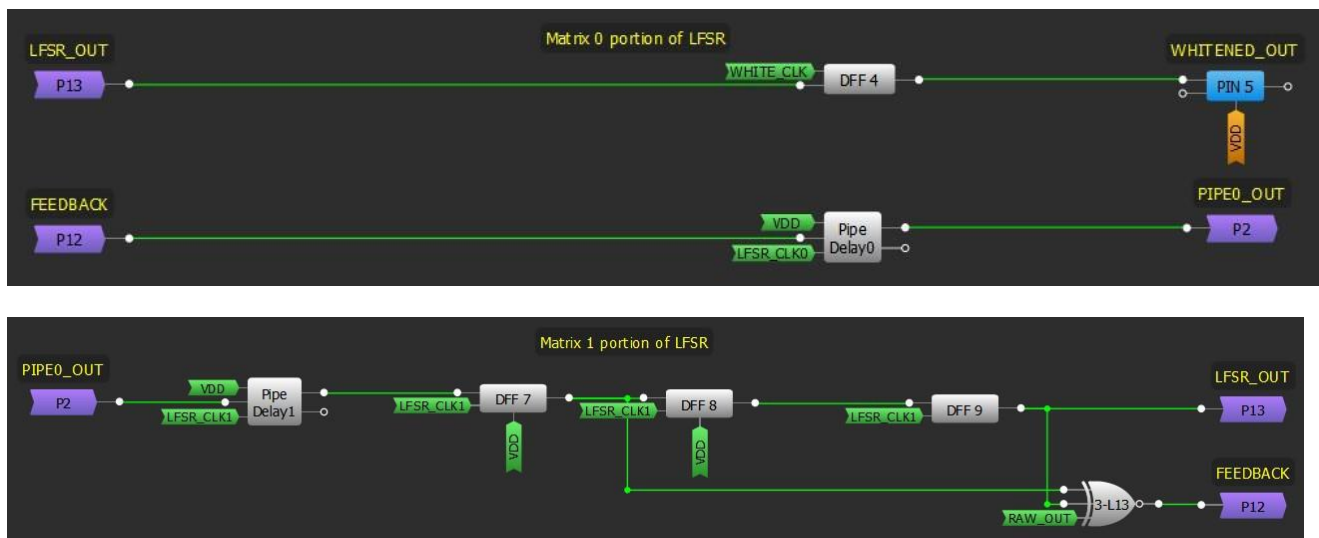 Matrix 0 portion of LFSR
LFSR_OUT
P13
WHITE_CLK
DFF 4
WHITENED_OUT
PIN 5
VDD
FEEDBACK
P12
VDD
LFSR_CLK0
Pipe
Delay0
PIPE0_OUT
P2
Matrix 1 portion of LFSR
PIPE0_OUT
P2
VDD
LFSR_CLK1
Pipe
Delay1
LFSR_CLK1
DFF 7
VDD
LFSR_CLK1
DFF 8
VDD
LFSR_CLK1
DFF 9
LFSR_OUT
P13
RAW_OUT
3-L13
FEEDBACK
P12